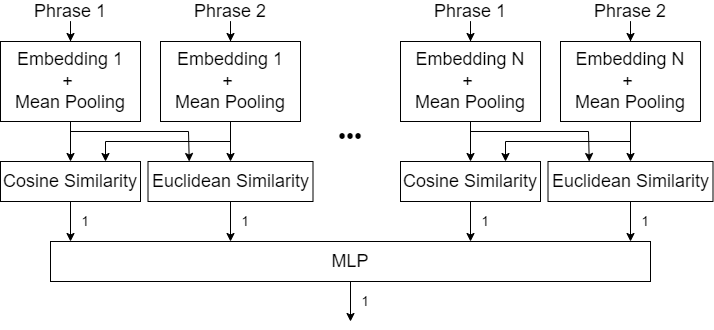 Phrase 1 Phrase 2 Phrase 1 Phrase 2
Embedding 1 Embedding 1 Embedding N Embedding N
+ + + +
Mean Pooling Mean Pooling Mean Pooling Mean Pooling
•••
Cosine Similarity Euclidean Similarity Cosine Similarity Euclidean Similarity
1 1 1 1
MLP
1